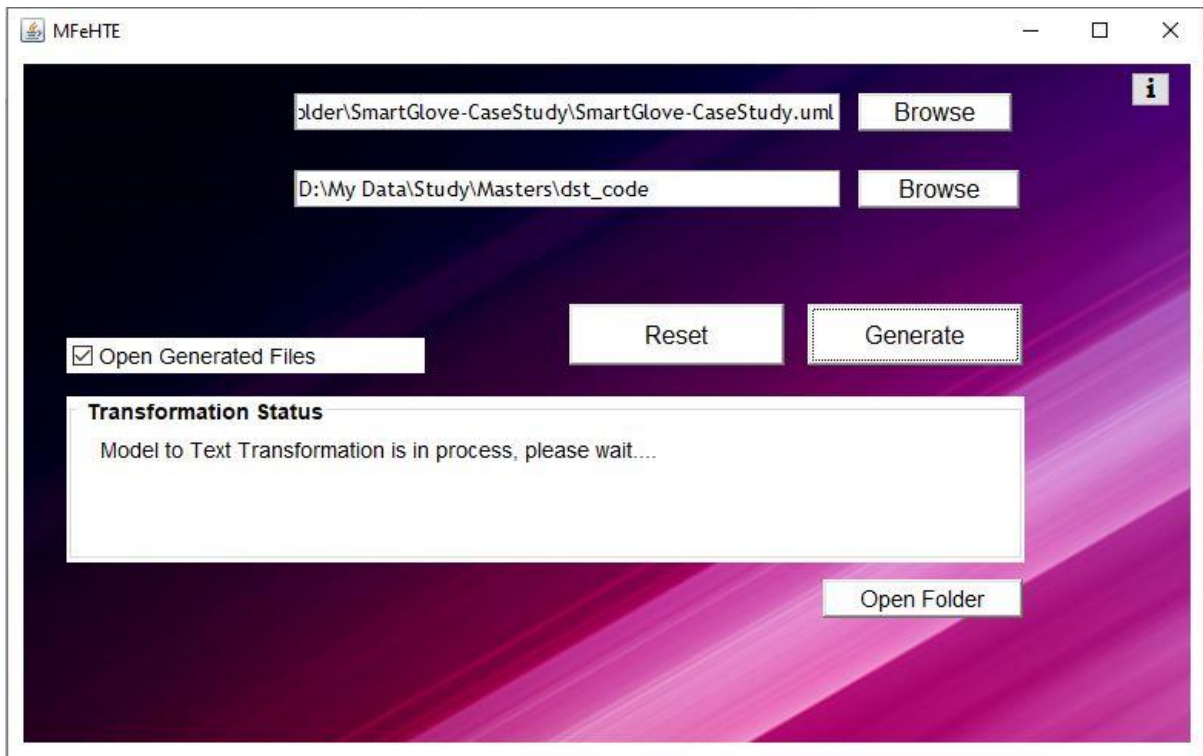 MFeHTE
i
older\SmartGlove-CaseStudy\SmartGlove-CaseStudy.uml Browse
D:\My Data\Study\Masters\dst_code Browse
Reset Generate
Open Generated Files
Transformation Status
Model to Text Transformation is in process, please wait....
Open Folder